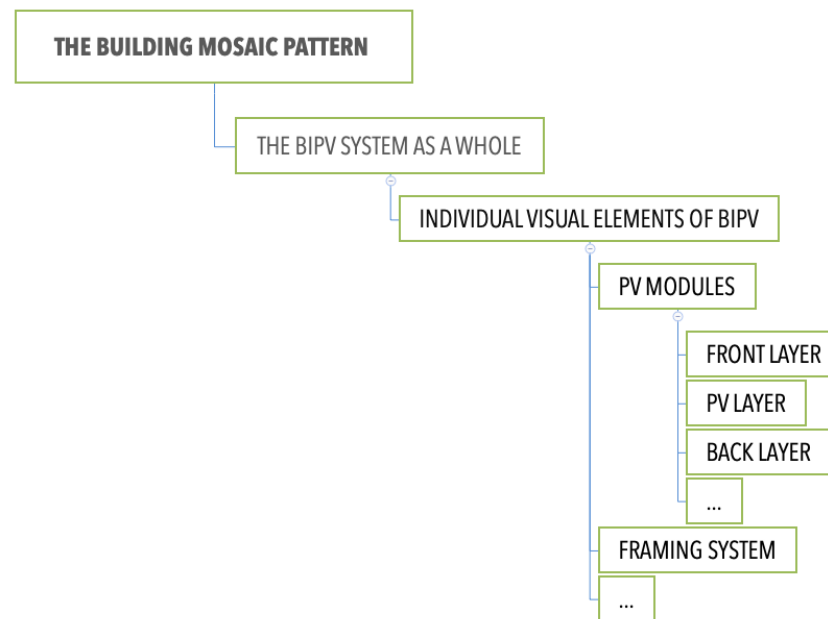 THE BUILDING MOSAIC PATTERN
THE BIPV SYSTEM AS A WHOLE
INDIVIDUAL VISUAL ELEMENTS OF BIPV
PV MODULES
FRONT LAYER
PV LAYER
BACK LAYER
...
FRAMING SYSTEM
...